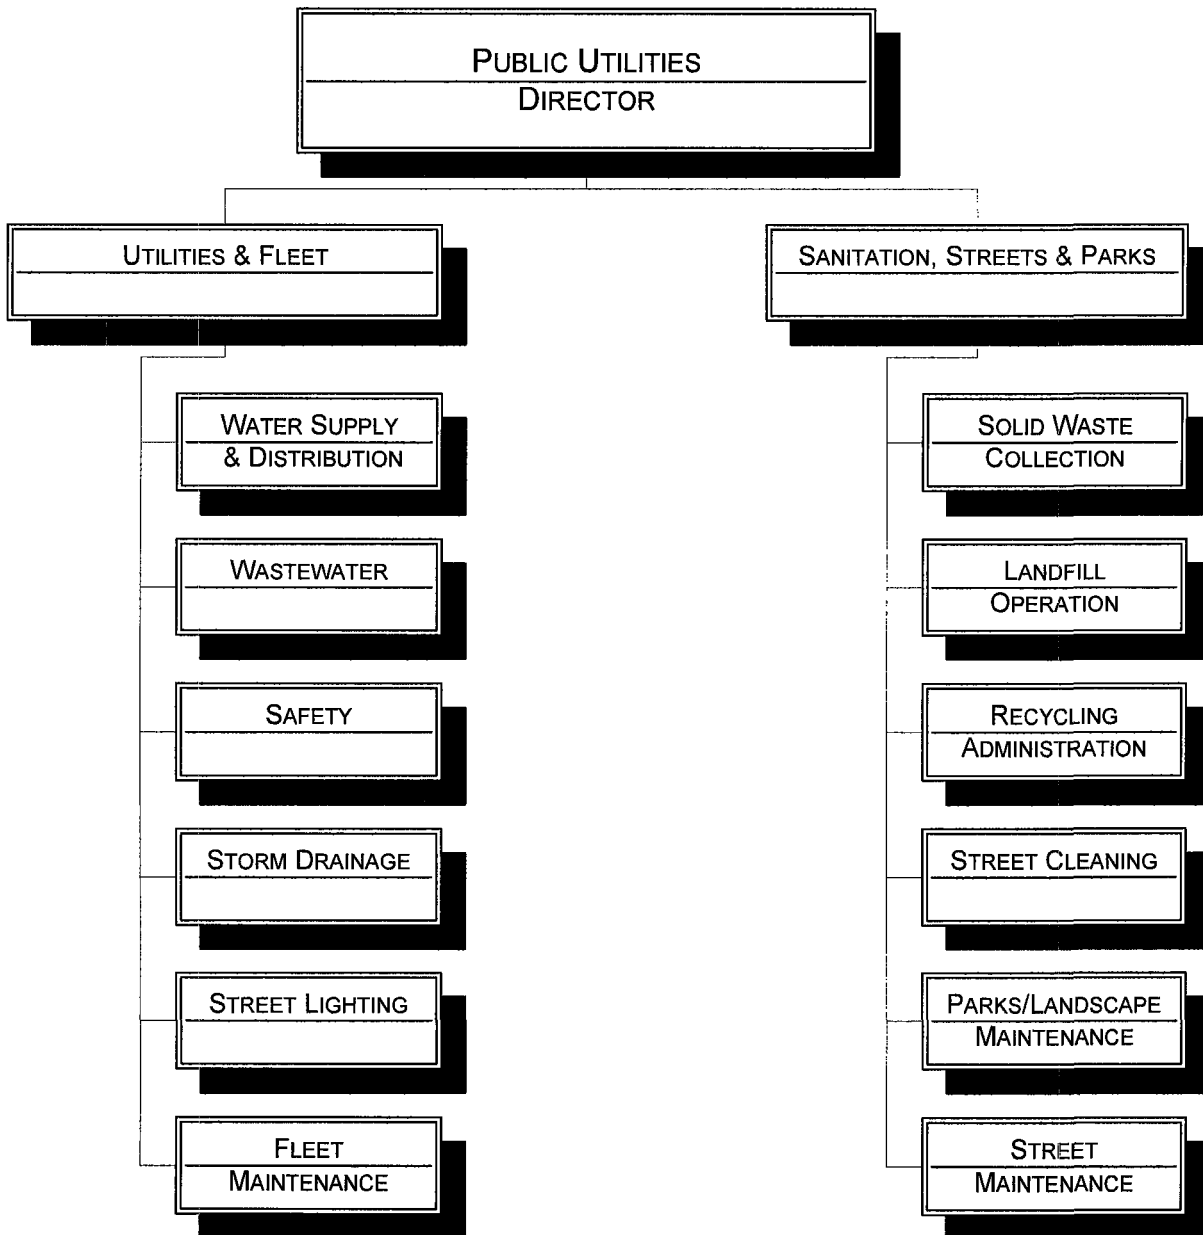 PUBLIC UTILITIES
DIRECTOR
UTILITIES & FLEET
SANITATION, STREETS & PARKS
WATER SUPPLY
& DISTRIBUTION
SOLID WASTE
COLLECTION
WASTEWATER
LANDFILL
OPERATION
SAFETY
RECYCLING
ADMINISTRATION
STORM DRAINAGE
STREET CLEANING
STREET LIGHTING
PARKS/LANDSCAPE
MAINTENANCE
FLEET
MAINTENANCE
STREET
MAINTENANCE